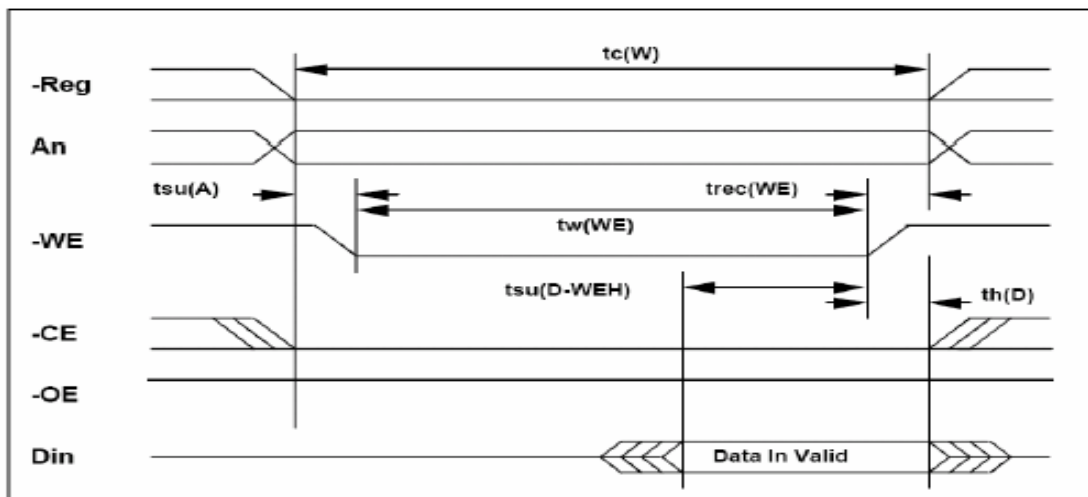 tc(W)
-Reg
An
tsu(A)
trec(WE)
tw(WE)
-WE
tsu(D-WEH)
th(D)
-CE
-OE
Din
Data In Valid